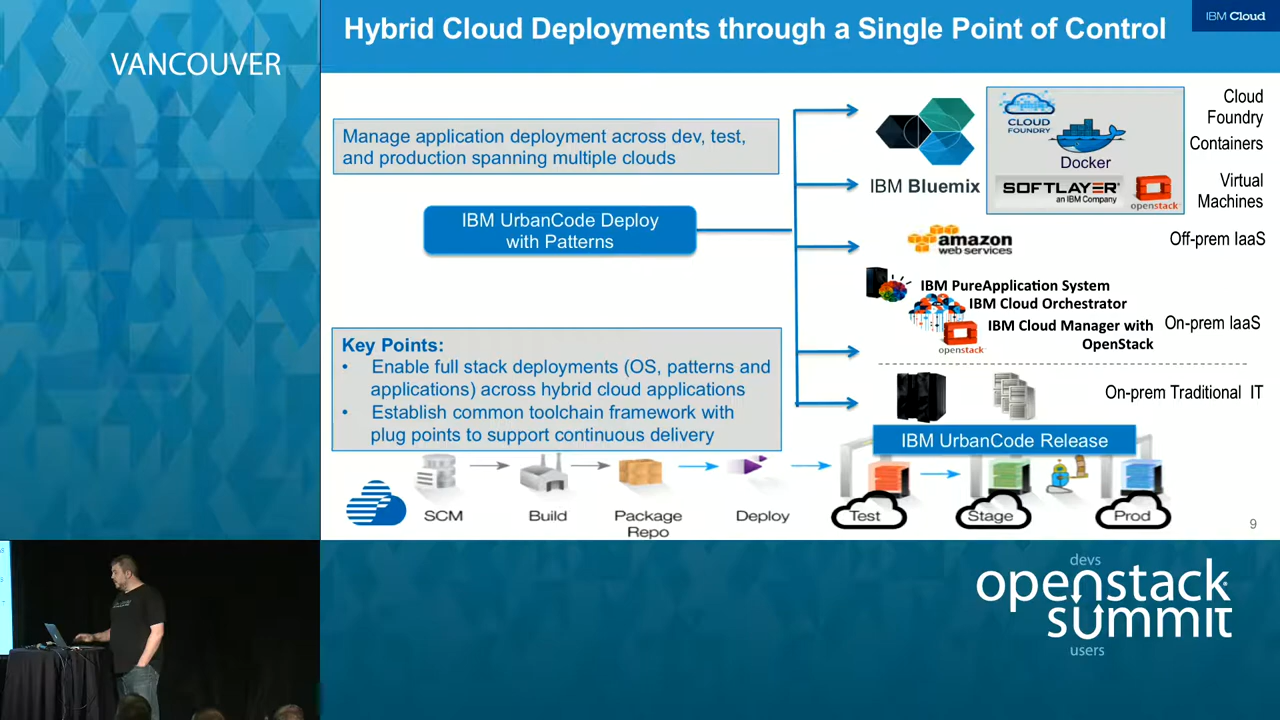 VANCOUVER
Hybrid Cloud Deployments through a Single Point of Control
IBM Cloud
Manage application deployment across dev, test,
and production spanning multiple clouds
IBM UrbanCode Deploy
with Patterns
Key Points:
• Enable full stack deployments (OS, patterns and
applications) across hybrid cloud applications
• Establish common toolchain framework with
plug points to support continuous delivery
IBM Bluemix
CLOUD
FOUNDRY
Docker
SOFTLAYER
an IBM Company
openstack
Cloud
Foundry
Containers
Virtual
Machines
amazon
web services
Off-prem IaaS
IBM PureApplication System
IBM Cloud Orchestrator
IBM Cloud Manager with
OpenStack
openstack
On-prem IaaS
On-prem Traditional IT
IBM UrbanCode Release
SCM
Build
Package
Repo
Deploy
Test
Stage
Prod
9
devs
openstack
summit
users